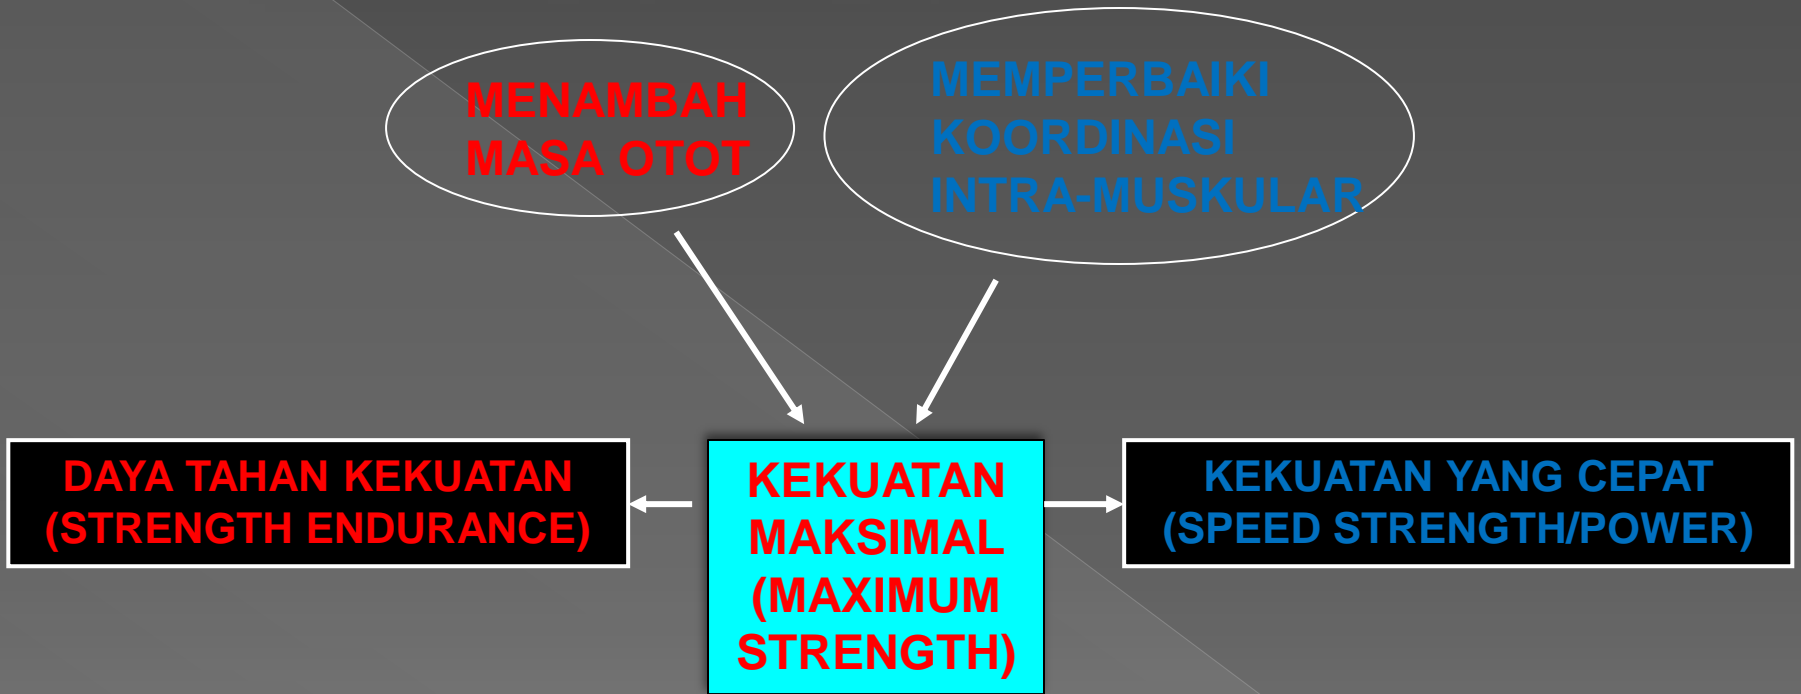 MENAMBAH
MASA OTOT
MEMPERBAIKI
KOORDINASI
INTRA-MUSKULAR
DAYA TAHAN KEKUATAN
(STRENGTH ENDURANCE)
KEKUATAN
MAKSIMAL
(MAXIMUM
STRENGTH)
KEKUATAN YANG CEPAT
(SPEED STRENGTH/POWER)